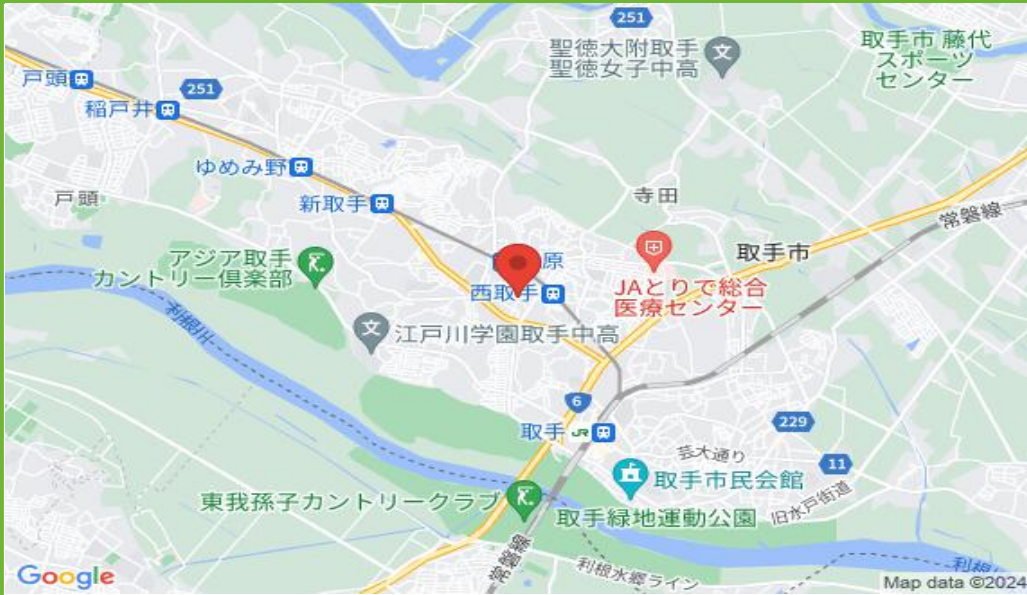 251
聖徳大附取手
聖徳女子中高
取手市 藤代
スポーツ
センター
戸頭
251
稲戸井
ゆめみ野
戸頭
新取手
寺田
常磐線
取手市
アジア取手
カントリー倶楽部
原
西取手
JAとりで総合
医療センター
利根川
江戸川学園取手中高
6
229
取手
JR
芸大通り
11
取手市民会館
東我孫子カントリークラブ
取手緑地運動公園
旧水戸街道
常磐線
利根水郷ライン
Google
Map data ©2024